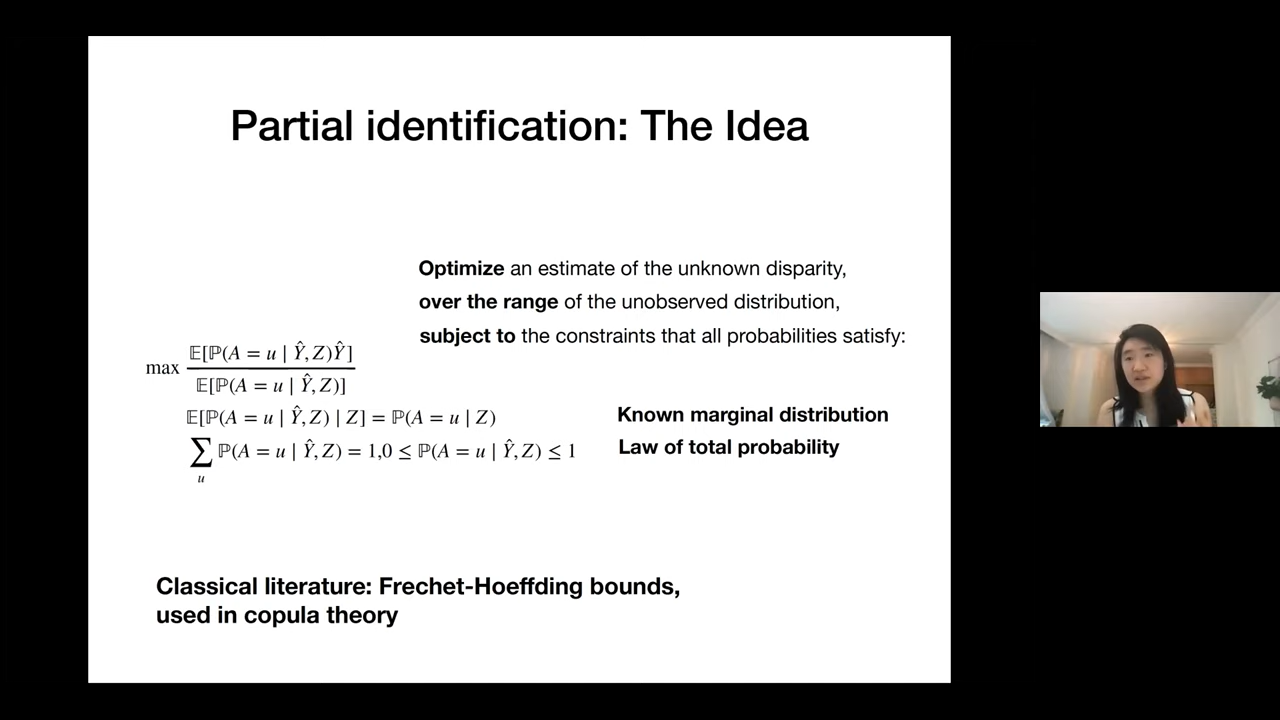 Partial identification: The Idea
Optimize an estimate of the unknown disparity,
over the range of the unobserved distribution,
subject to the constraints that all probabilities satisfy:
max 𝔼[ℙ(A = u ∣ Ŷ, Z)Ŷ] / 𝔼[ℙ(A = u ∣ Ŷ, Z)]
𝔼[ℙ(A = u ∣ Ŷ, Z) ∣ Z] = ℙ(A = u ∣ Z)
Known marginal distribution
∑_u ℙ(A = u ∣ Ŷ, Z) = 1,0 ≤ ℙ(A = u ∣ Ŷ, Z) ≤ 1
Law of total probability
Classical literature: Frechet-Hoeffding bounds,
used in copula theory